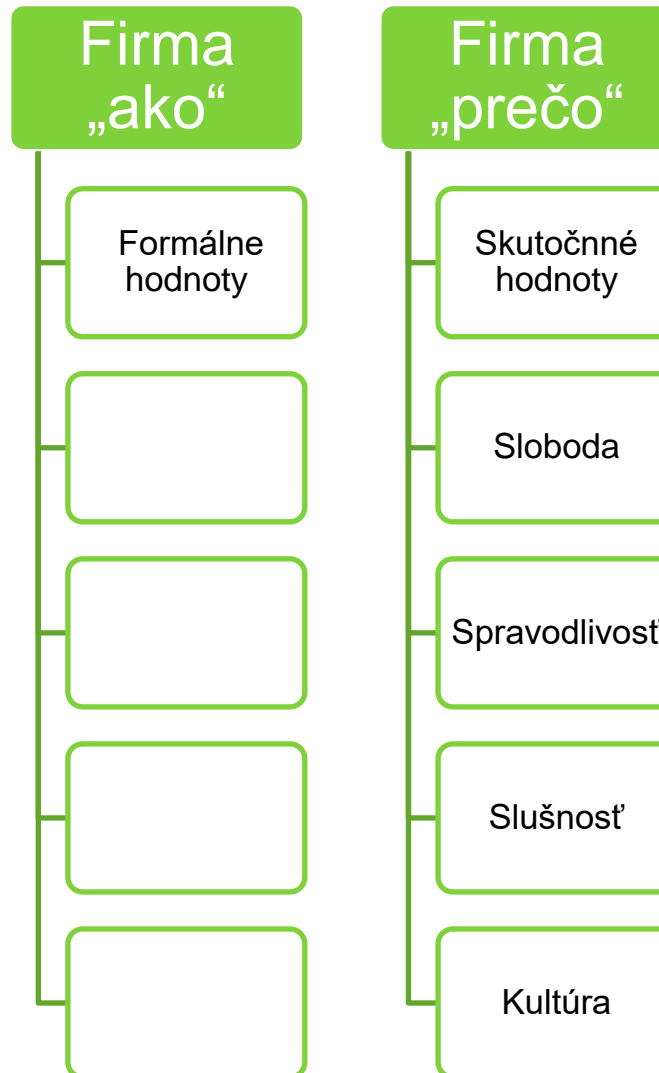 Firma
„ako“
Formálne
hodnoty
Firma
„prečo“
Skutočnné
hodnoty
Sloboda
Spravodlivosť
Slušnosť
Kultúra